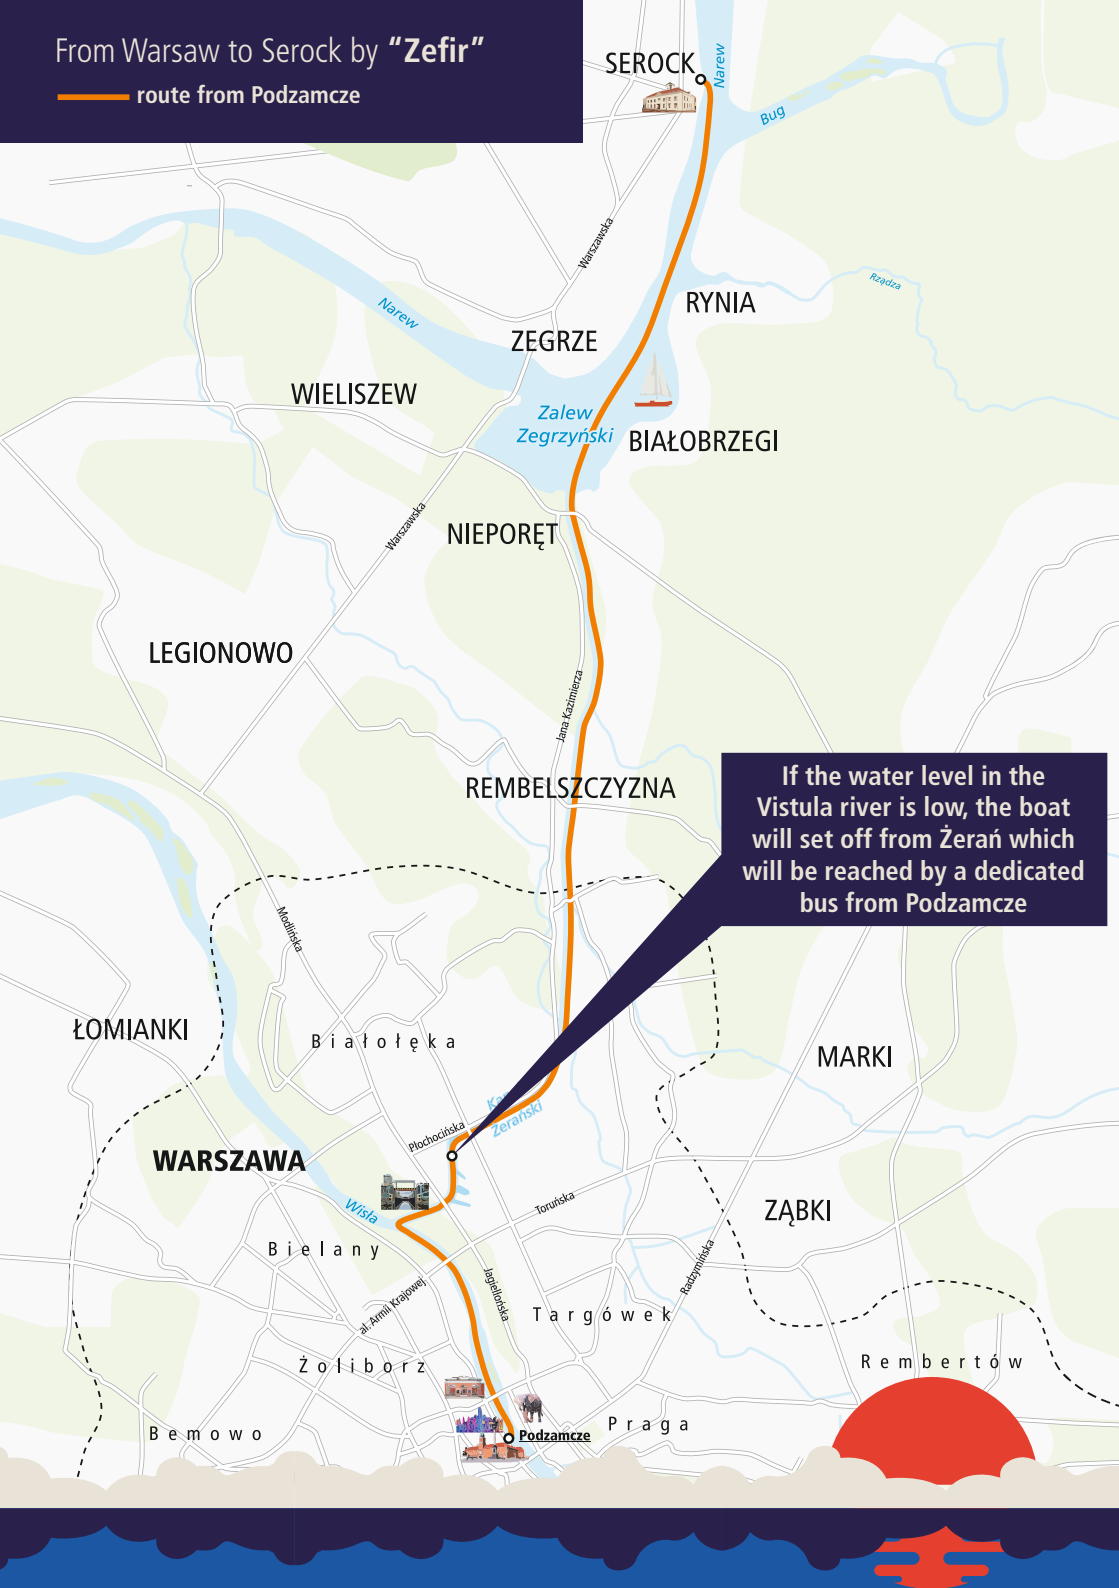 From Warsaw to Serock by “Zefir”
route from Podzamcze
SEROCK
Narew
Bug
Warszawska
Rządza
RYNIA
Narew
ZEGRZE
WIELISZEW
Zalew
Zegrzyński
BIAŁOBRZEGI
Warszawska
NIEPORĘT
LEGIONOWO
Jana Kazimierza
REMBELSZCZYZNA
If the water level in the
Vistula river is low, the boat
will set off from Żerań which
will be reached by a dedicated
bus from Podzamcze
Modlińska
ŁOMIANKI
Białołęka
MARKI
Żerański
Płochocińska
WARSZAWA
Wisła
Toruńska
ZĄBKI
Bielany
Radzymińska
Jagiellońska
al. Armii Krajowej
Targówek
Żoliborz
Rembertów
Praga
Bemowo
Podzamcze